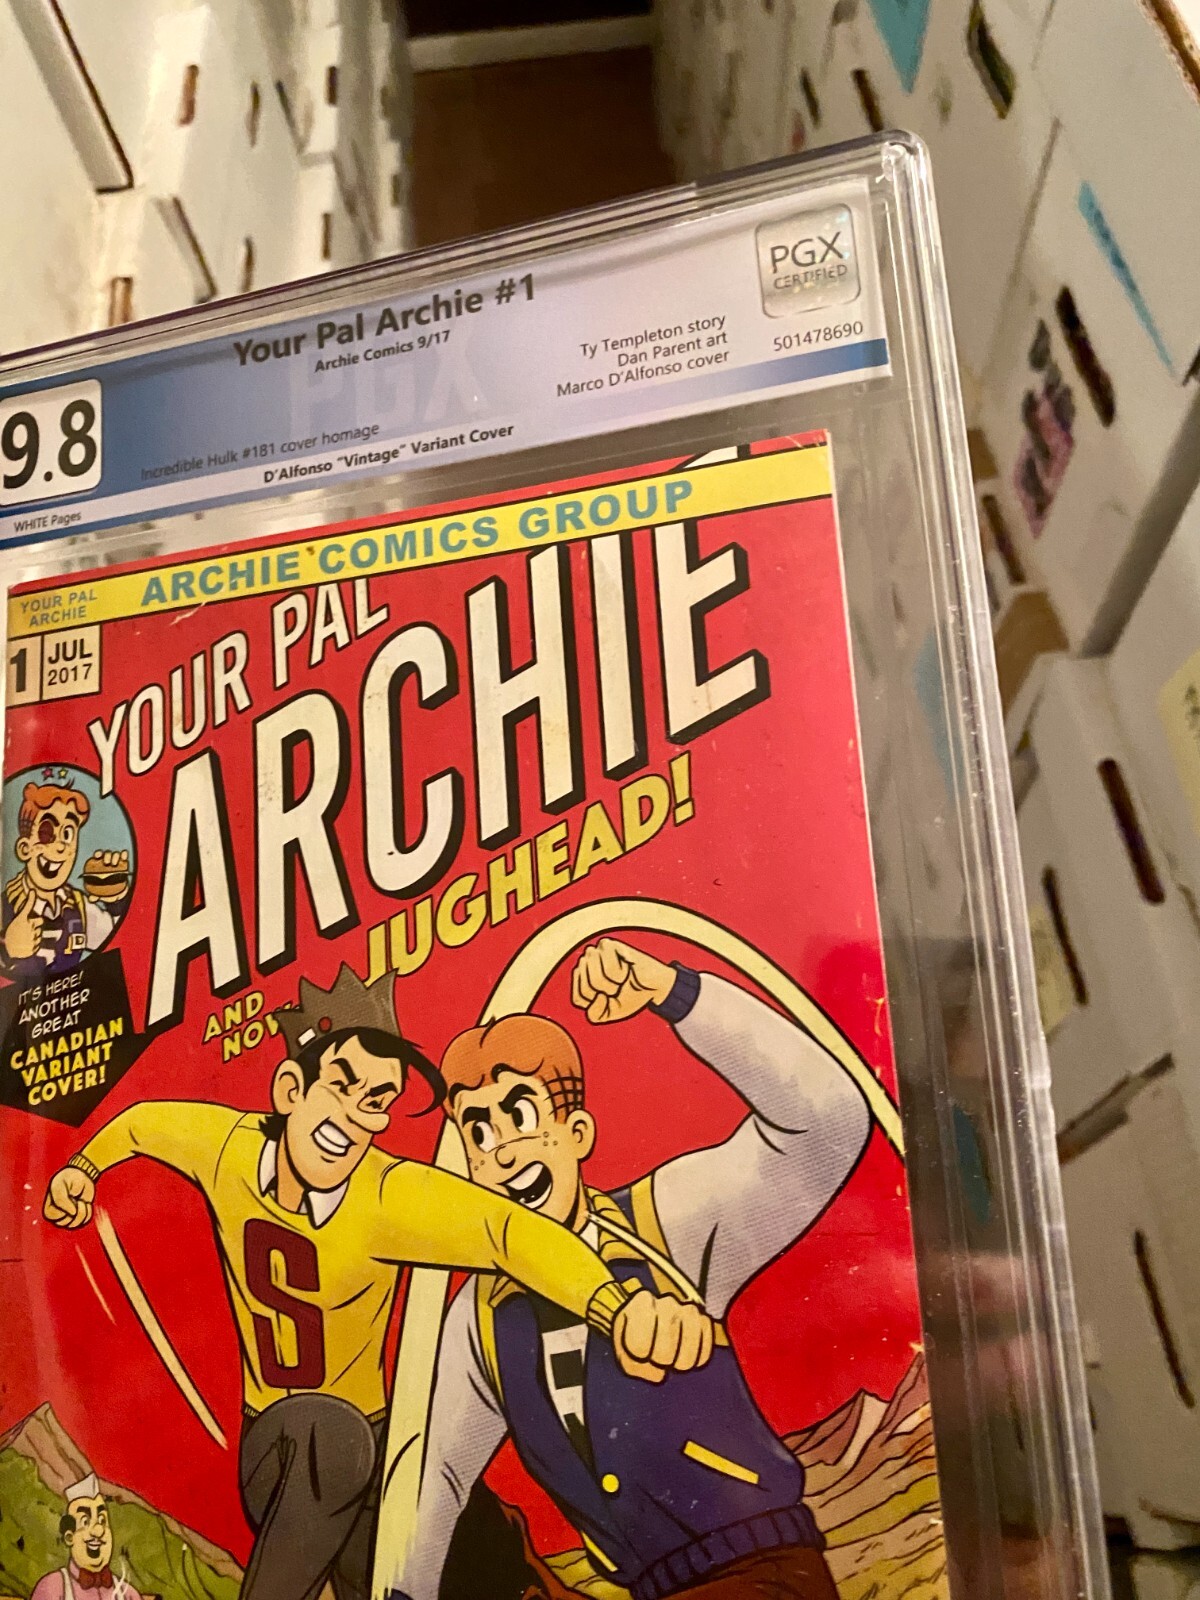 PGX
CERTIFIED
501478690
Your Pal Archie #1
Archie Comics 9/17
Ty Templeton story
Dan Parent art
Marco D'Alfonso cover
9.8
WHITE Pages
PGX
Incredible Hulk #181 cover homage
D'Alfonso "Vintage" Variant Cover
ARCHIE COMICS GROUP
YOUR PAL
ARCHIE
1 JUL
2017
YOUR PAL
ARCHIE
AND
NOW
JUGHEAD!
IT'S HERE!
ANOTHER
GREAT
CANADIAN
VARIANT
COVER!
S
R